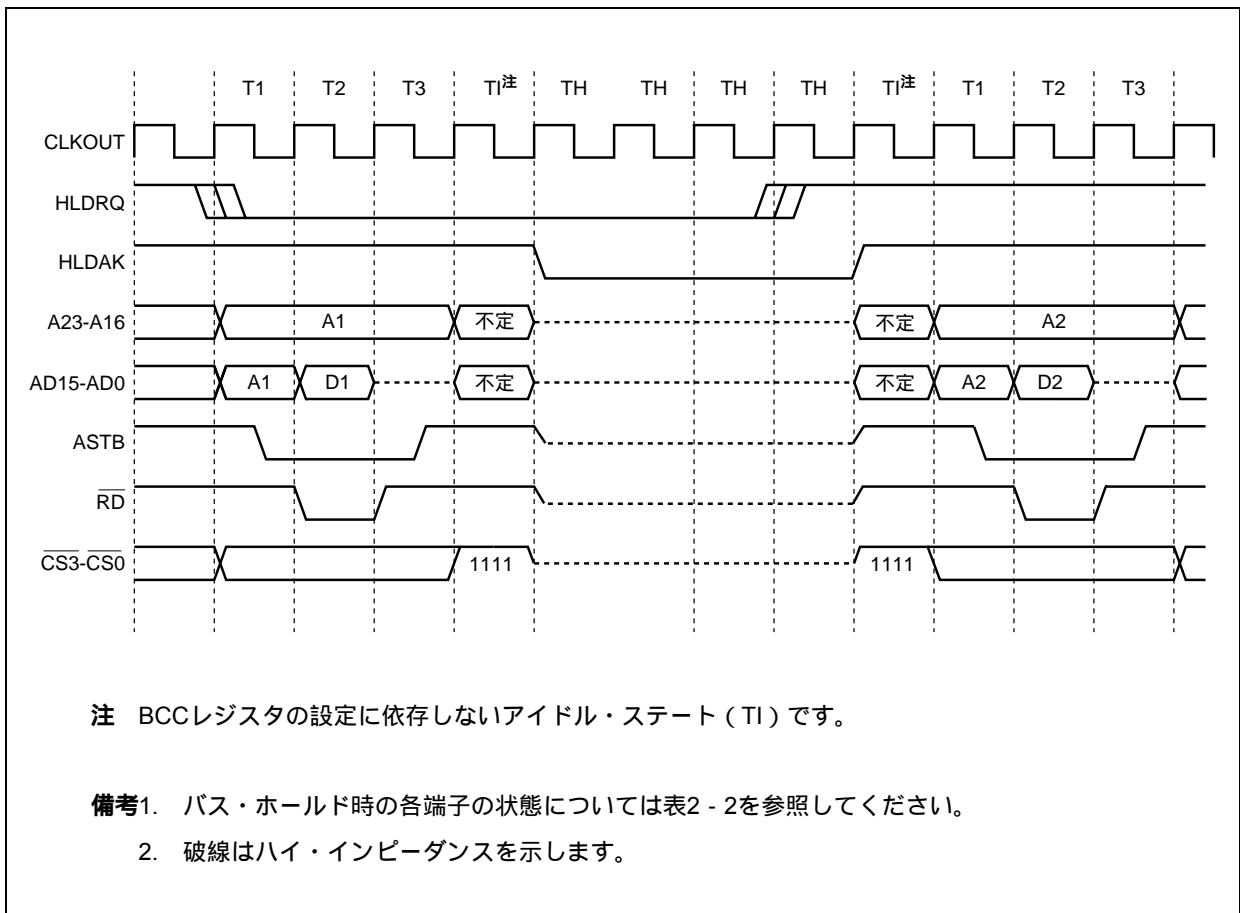 T1 T2 T3 TI注 TH TH TH TH TI注 T1 T2 T3
CLKOUT
HLDRQ
HLDAK
A23-A16 A1 不定 不定 A2
AD15-AD0 A1 D1 不定 不定 A2 D2
ASTB
RD
CS3-CS0 1111 1111
注 BCCレジスタの設定に依存しないアイドル・ステート(TI)です。
備考1. バス・ホールド時の各端子の状態については表2-2を参照してください。
2. 破線はハイ・インピーダンスを示します。